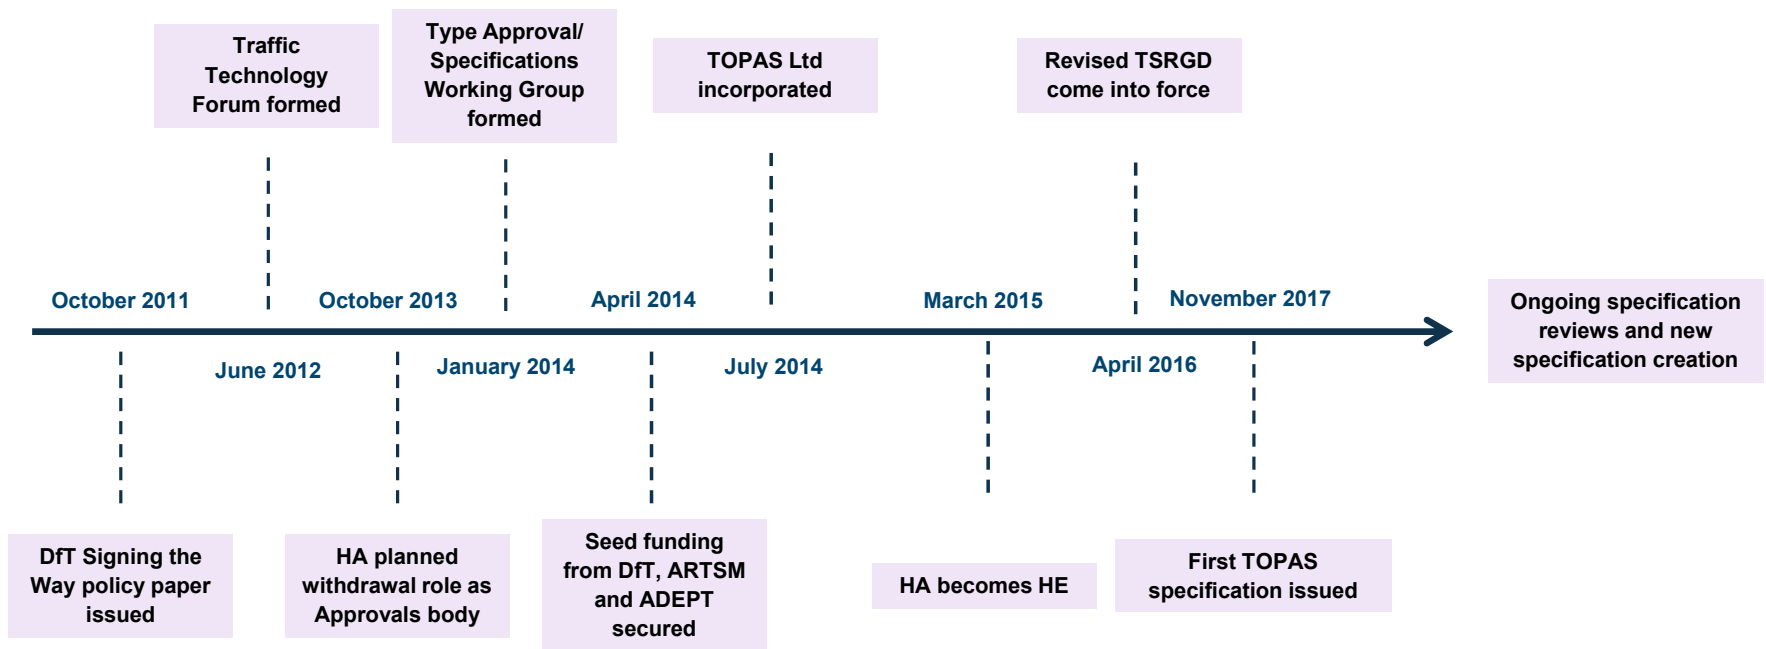 Traffic
Technology
Forum formed
Type Approval/
Specifications
Working Group
formed
TOPAS Ltd
incorporated
Revised TSRGD
come into force
October 2011
October 2013
April 2014
March 2015
November 2017
June 2012
January 2014
July 2014
April 2016
Ongoing specification
reviews and new
specification creation
DfT Signing the
Way policy paper
issued
HA planned
withdrawal role as
Approvals body
Seed funding
from DfT, ARTSM
and ADEPT
secured
HA becomes HE
First TOPAS
specification issued